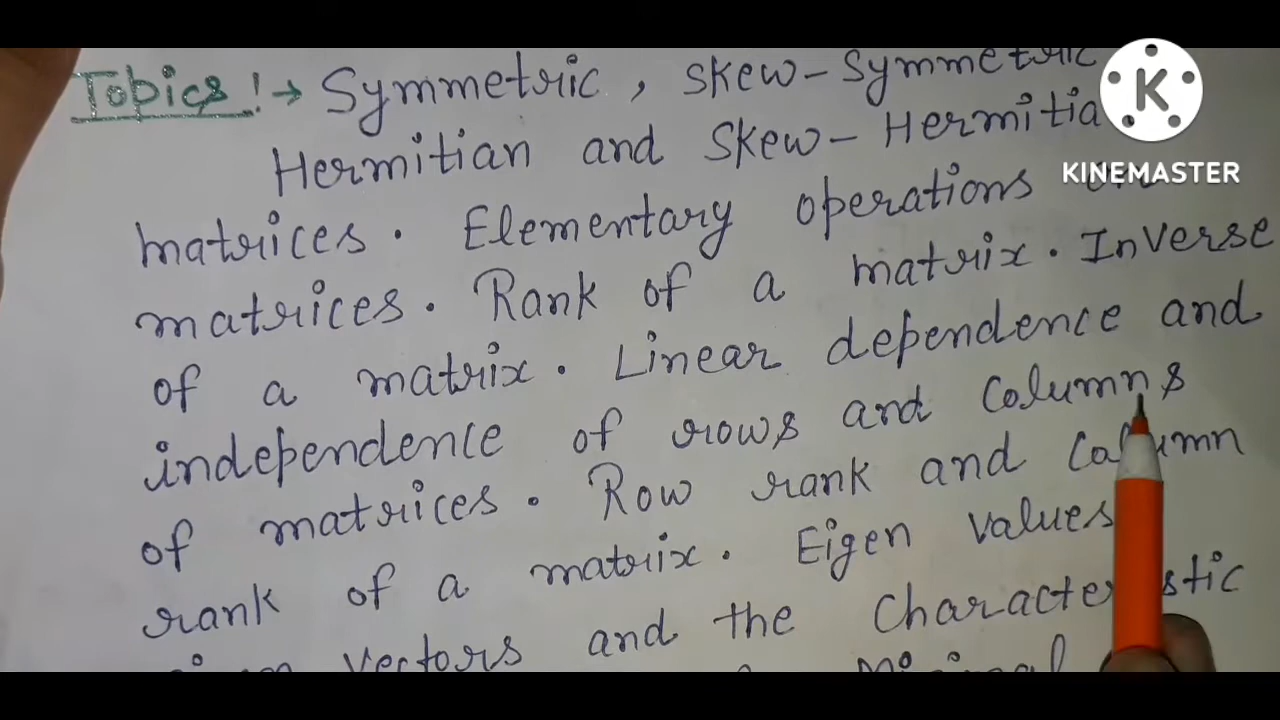 Topics !→ Symmetric, Skew-Symmetric
Hermitian and Skew-Hermitia
matrices. Elementary operations on
matrices. Rank of a matrix. Inverse
of a matrix. Linear dependence and
independence of rows and columns
of matrices. Row rank and column
rank of a matrix. Eigen values
vectors and the characteristic
Minimal
K
KINEMASTER